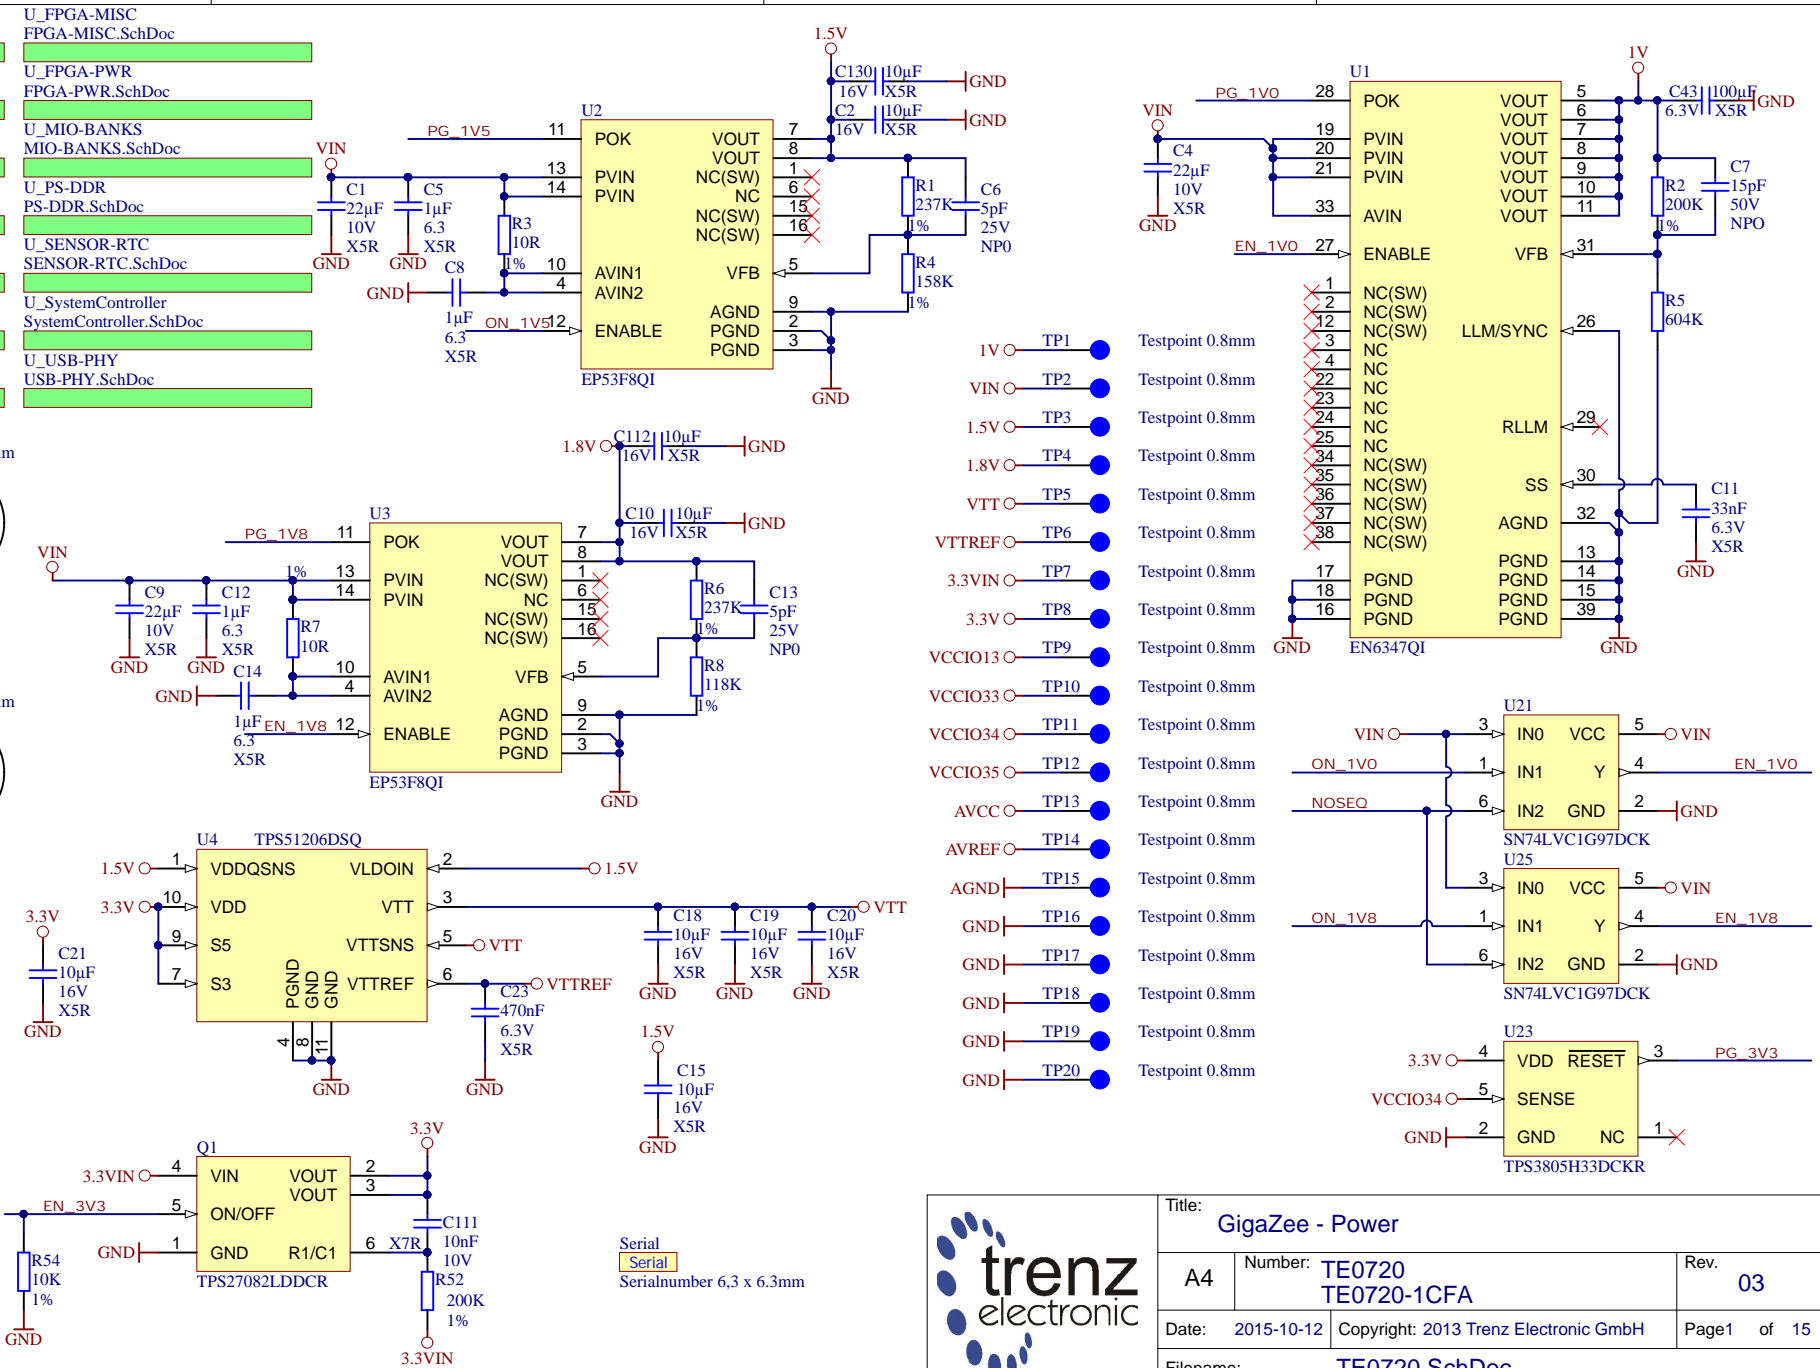 U_FPGA-MISC
FPGA-MISC.SchDoc
U_FPGA-PWR
FPGA-PWR.SchDoc
U_MIO-BANKS
MIO-BANKS.SchDoc
U_PS-DDR
PS-DDR.SchDoc
U_SENSOR-RTC
SENSOR-RTC.SchDoc
U_SystemController
SystemController.SchDoc
U_USB-PHY
USB-PHY.SchDoc
1.5V
C130 10µF
16V X5R
GND
C2 10µF
16V X5R
GND
U2
PG_1V5 11 POK
VOUT 7
VOUT 8
VIN
13 PVIN
14 PVIN
NC(SW) 1
NC 6
NC(SW) 15
NC(SW) 16
C1
22µF
10V
X5R
GND
C5
1µF
6.3
X5R
GND
R3
10R
1%
R1
237K
1%
C6
5pF
25V
NP0
10 AVIN1
4 AVIN2
VFB 5
R4
158K
1%
GND
C8
1µF
6.3
X5R
ON_1V5 12 ENABLE
AGND 9
PGND 2
PGND 3
EP53F8QI
GND
1.8V
C112 10µF
16V X5R
GND
C10 10µF
16V X5R
GND
U3
PG_1V8 11 POK
VOUT 7
VOUT 8
VIN
1%
13 PVIN
14 PVIN
NC(SW) 1
NC 6
NC(SW) 15
NC(SW) 16
C9
22µF
10V
X5R
GND
C12
1µF
6.3
X5R
GND
R7
10R
R6
237K
1%
C13
5pF
25V
NP0
10 AVIN1
4 AVIN2
VFB 5
R8
118K
1%
GND
C14
1µF
6.3
X5R
EN_1V8 12 ENABLE
AGND 9
PGND 2
PGND 3
EP53F8QI
GND
U4 TPS51206DSQ
1.5V 1 VDDQSNS
VLDOIN 2 1.5V
3.3V 10 VDD
VTT 3 VTT
9 S5
VTTSNS 5 VTT
7 S3
VTTREF 6 VTTREF
PGND
GND
GND
4
8
11
GND
3.3V
C21
10µF
16V
X5R
GND
C23
470nF
6.3V
X5R
GND
C18
10µF
16V
X5R
GND
C19
10µF
16V
X5R
GND
C20
10µF
16V
X5R
GND
1.5V
C15
10µF
16V
X5R
GND
Q1
3.3VIN 4 VIN
VOUT 2
VOUT 3
3.3V
EN_3V3 5 ON/OFF
GND 1 GND
R1/C1 6
TPS27082LDDCR
X7R
C111
10nF
10V
R52
200K
1%
3.3VIN
R54
10K
1%
GND
Serial
Serial
Serialnumber 6,3 x 6.3mm
1V TP1 Testpoint 0.8mm
VIN TP2 Testpoint 0.8mm
1.5V TP3 Testpoint 0.8mm
1.8V TP4 Testpoint 0.8mm
VTT TP5 Testpoint 0.8mm
VTTREF TP6 Testpoint 0.8mm
3.3VIN TP7 Testpoint 0.8mm
3.3V TP8 Testpoint 0.8mm
VCCIO13 TP9 Testpoint 0.8mm
VCCIO33 TP10 Testpoint 0.8mm
VCCIO34 TP11 Testpoint 0.8mm
VCCIO35 TP12 Testpoint 0.8mm
AVCC TP13 Testpoint 0.8mm
AVREF TP14 Testpoint 0.8mm
AGND TP15 Testpoint 0.8mm
GND TP16 Testpoint 0.8mm
GND TP17 Testpoint 0.8mm
GND TP18 Testpoint 0.8mm
GND TP19 Testpoint 0.8mm
GND TP20 Testpoint 0.8mm
U1
1V
C43 100µF
6.3V X5R
GND
PG_1V0 28 POK
VOUT 5
VOUT 6
VOUT 7
VOUT 8
VOUT 9
VOUT 10
VOUT 11
VIN
19 PVIN
20 PVIN
21 PVIN
33 AVIN
C4
22µF
10V
X5R
GND
EN_1V0 27 ENABLE
VFB 31
R2
200K
1%
C7
15pF
50V
NPO
R5
604K
1 NC(SW)
2 NC(SW)
12 NC(SW)
3 NC
4 NC
22 NC
23 NC
24 NC
25 NC
34 NC(SW)
35 NC(SW)
36 NC(SW)
37 NC(SW)
38 NC(SW)
LLM/SYNC 26
RLLM 29
SS 30
AGND 32
C11
33nF
6.3V
X5R
GND
17 PGND
18 PGND
16 PGND
PGND 13
PGND 14
PGND 15
PGND 39
GND
EN6347QI
GND
U21
VIN 3 IN0 VCC 5 VIN
ON_1V0 1 IN1 Y 4 EN_1V0
NOSEQ 6 IN2 GND 2 GND
SN74LVC1G97DCK
U25
3 IN0 VCC 5 VIN
ON_1V8 1 IN1 Y 4 EN_1V8
6 IN2 GND 2 GND
SN74LVC1G97DCK
U23
3.3V 4 VDD RESET 3 PG_3V3
VCCIO34 5 SENSE
GND 2 GND NC 1
TPS3805H33DCKR
trenz
electronic
Title:
GigaZee - Power
A4
Number: TE0720
TE0720-1CFA
Rev.
03
Date: 2015-10-12
Copyright: 2013 Trenz Electronic GmbH
Page1 of 15
Filename: TE0720.SchDoc